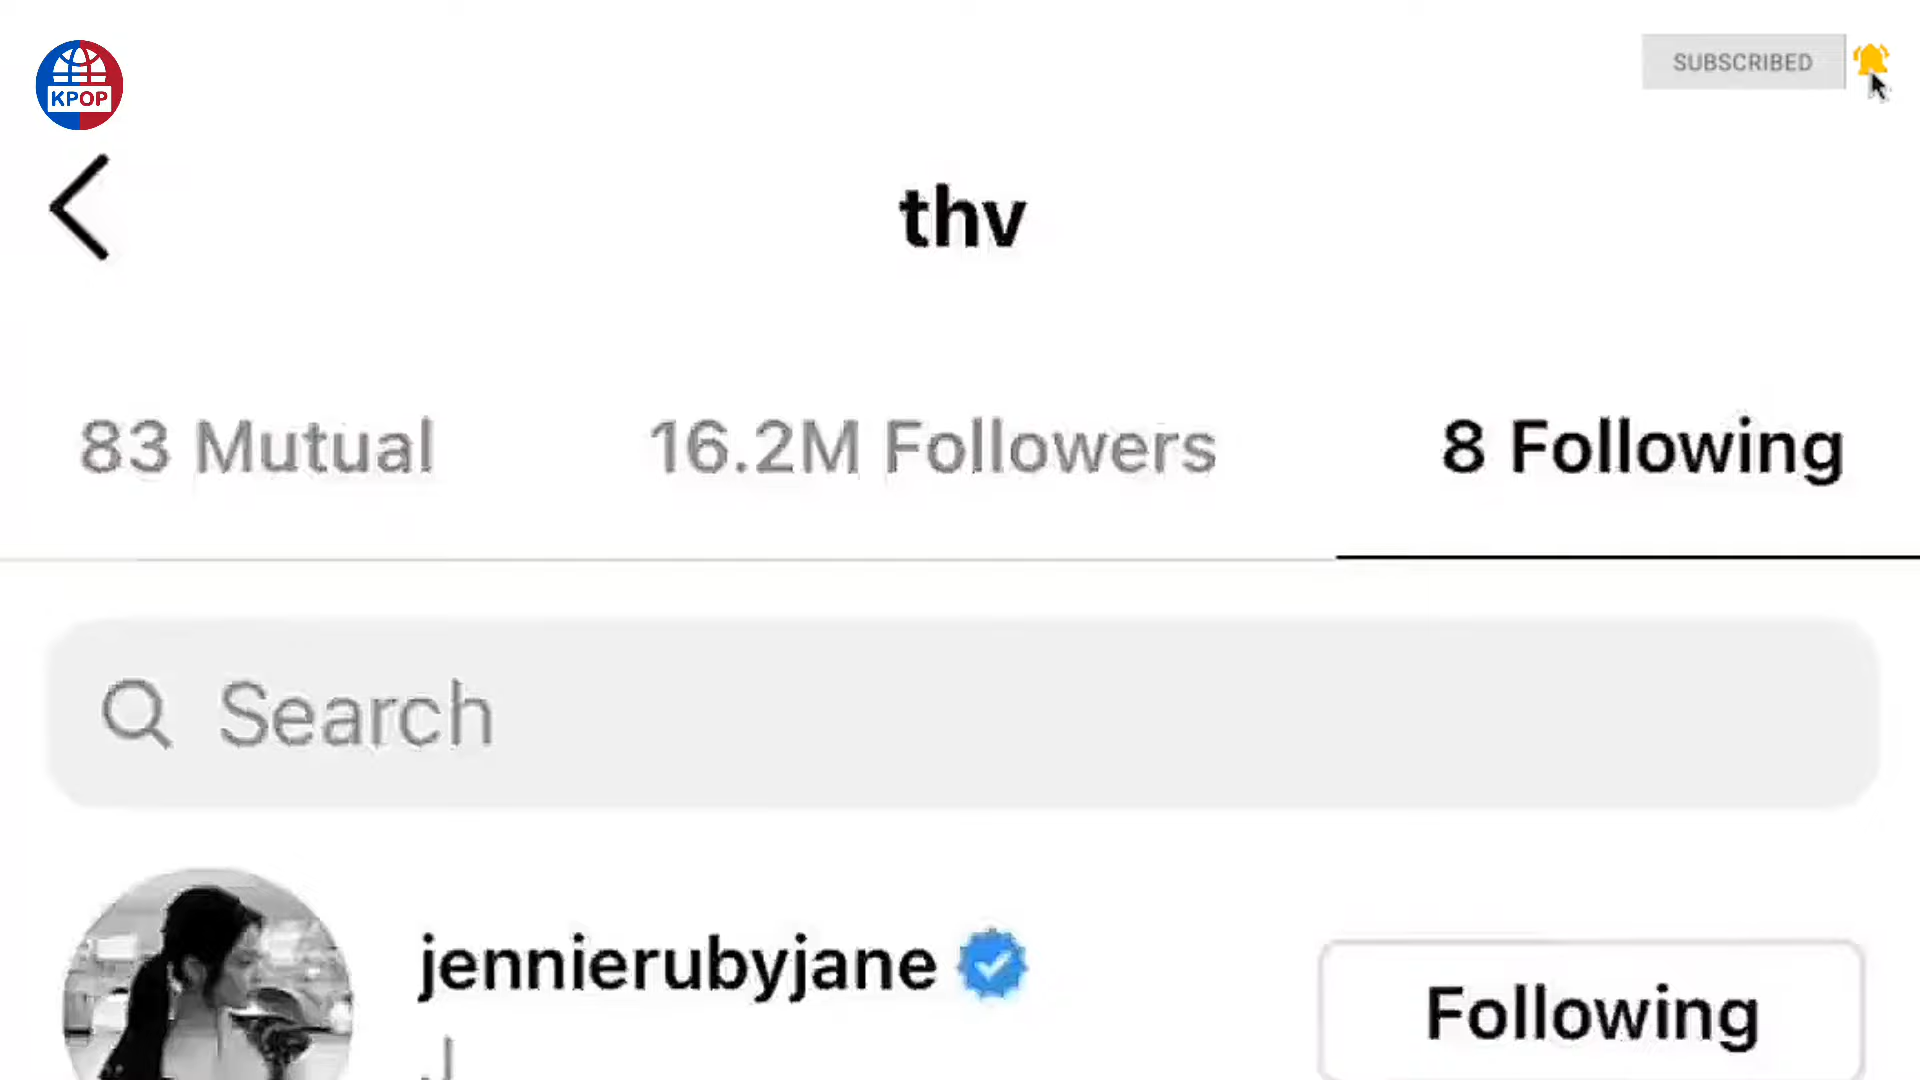 KPOP
SUBSCRIBED
thv
83 Mutual
16.2M Followers
8 Following
Search
jennierubyjane
Following
J